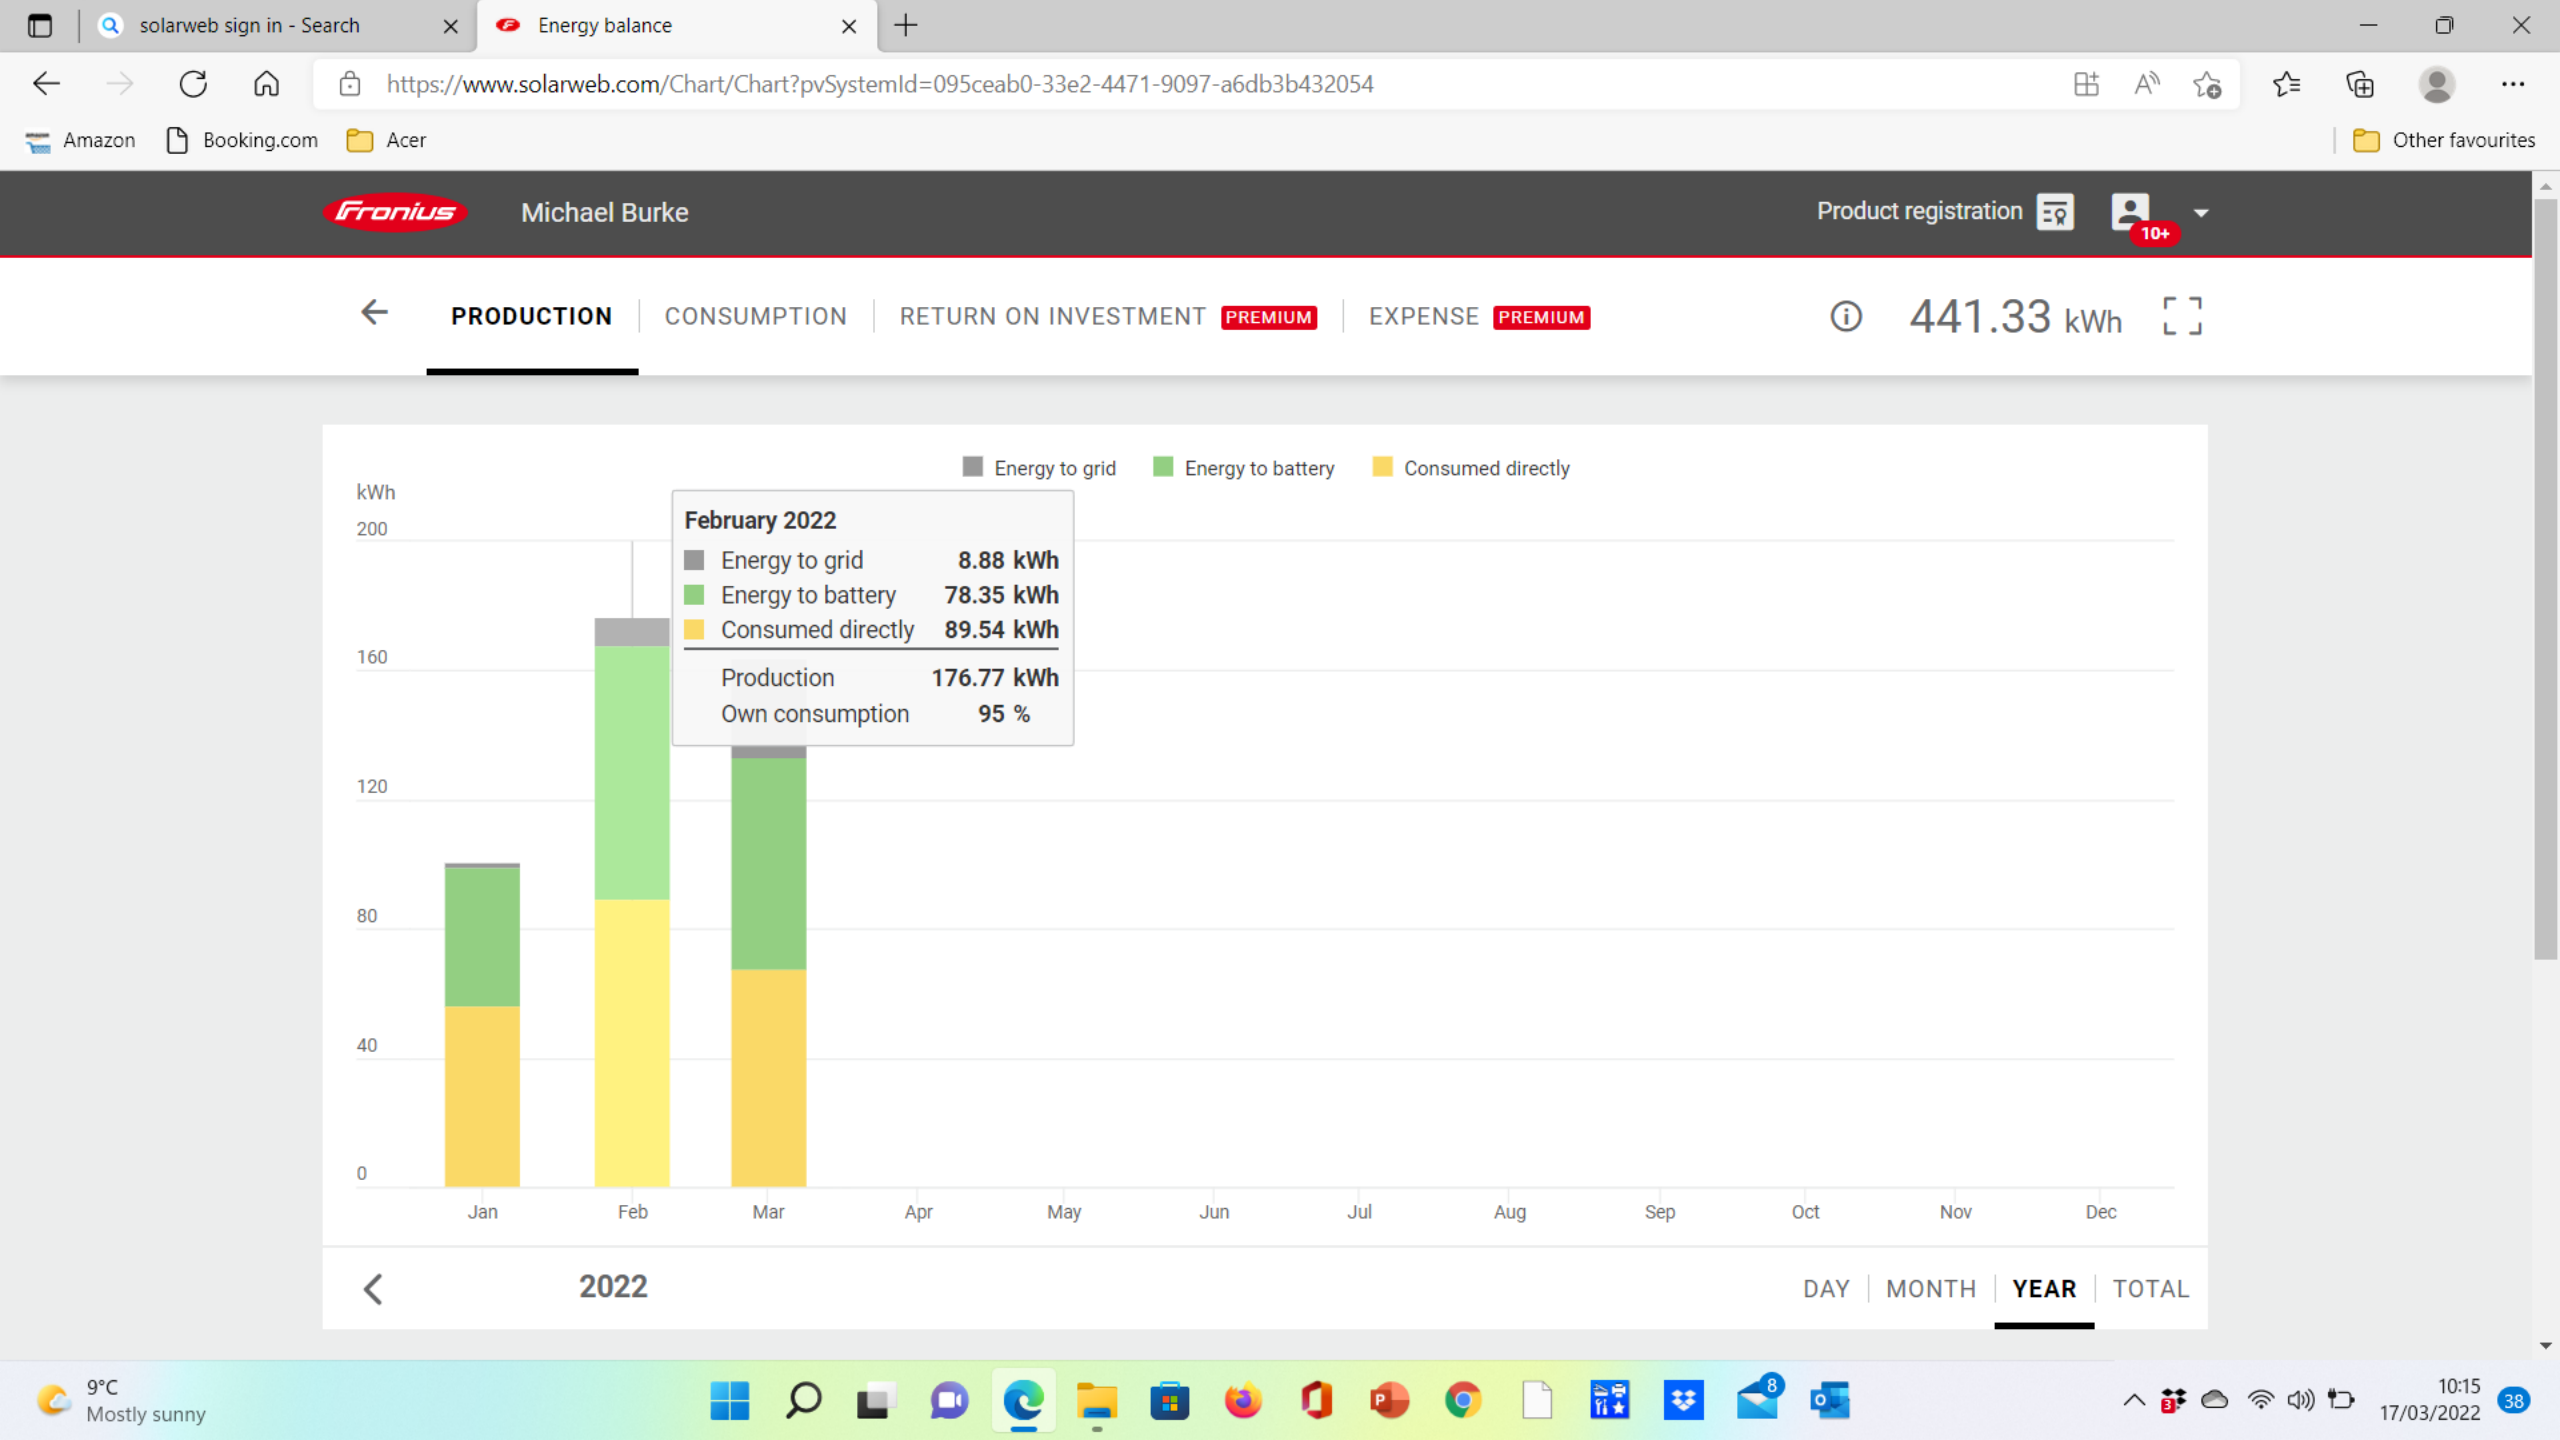 solarweb sign in - Search
Energy balance
https://www.solarweb.com/Chart/Chart?pvSystemId=095ceab0-33e2-4471-9097-a6db3b432054
Amazon
Booking.com
Acer
Other favourites
Fronius
Michael Burke
Product registration
10+
PRODUCTION
CONSUMPTION
RETURN ON INVESTMENT PREMIUM
EXPENSE PREMIUM
441.33 kWh
Energy to grid
Energy to battery
Consumed directly
kWh
200
160
120
80
40
0
February 2022
Energy to grid 8.88 kWh
Energy to battery 78.35 kWh
Consumed directly 89.54 kWh
Production 176.77 kWh
Own consumption 95 %
Jan Feb Mar Apr May Jun Jul Aug Sep Oct Nov Dec
2022
DAY
MONTH
YEAR
TOTAL
9°C
Mostly sunny
8
3
10:15
17/03/2022
38